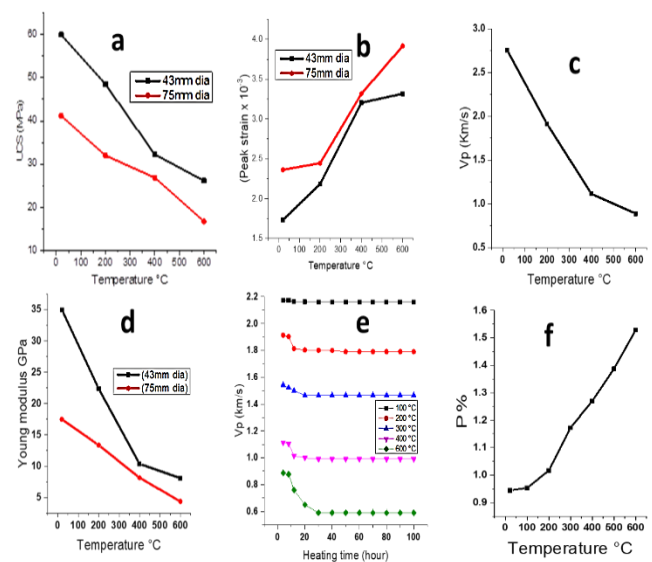 a
60
50
40
30
20
10
UCS (MPa)
43mm dia
75mm dia
0 100 200 300 400 500 600
Temperature °C
b
4.0
3.5
3.0
2.5
2.0
1.5
(Peak strain x 10⁻³)
43mm dia
75mm dia
0 100 200 300 400 500 600
Temperature °C
c
3.0
2.5
2.0
1.5
1.0
0.5
Vp (Km/s)
0 100 200 300 400 500 600
Temperature °C
d
35
30
25
20
15
10
5
Young modulus GPa
(43mm dia)
(75mm dia)
0 100 200 300 400 500 600
Temperature °C
e
2.2
2.0
1.8
1.6
1.4
1.2
1.0
0.8
0.6
Vp (km/s)
100 °C
200 °C
300 °C
400 °C
600 °C
0 10 20 30 40 50 60 70 80 90 100
Heating time (hour)
f
1.6
1.5
1.4
1.3
1.2
1.1
1.0
0.9
P %
0 100 200 300 400 500 600
Temperature °C